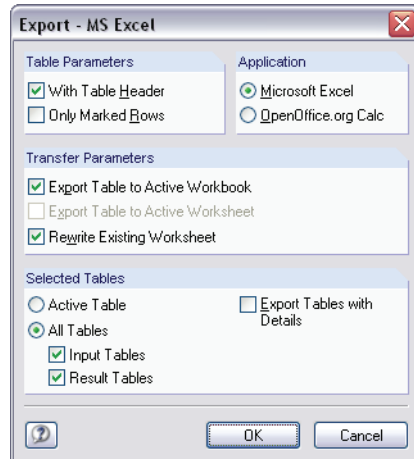 Export - MS Excel
Table Parameters
With Table Header
Only Marked Rows
Application
Microsoft Excel
OpenOffice.org Calc
Transfer Parameters
Export Table to Active Workbook
Export Table to Active Worksheet
Rewrite Existing Worksheet
Selected Tables
Active Table
All Tables
Input Tables
Result Tables
Export Tables with
Details
OK
Cancel